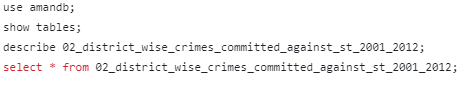 use amandb;
show tables;
describe 02_district_wise_crimes_committed_against_st_2001_2012;
select * from 02_district_wise_crimes_committed_against_st_2001_2012;